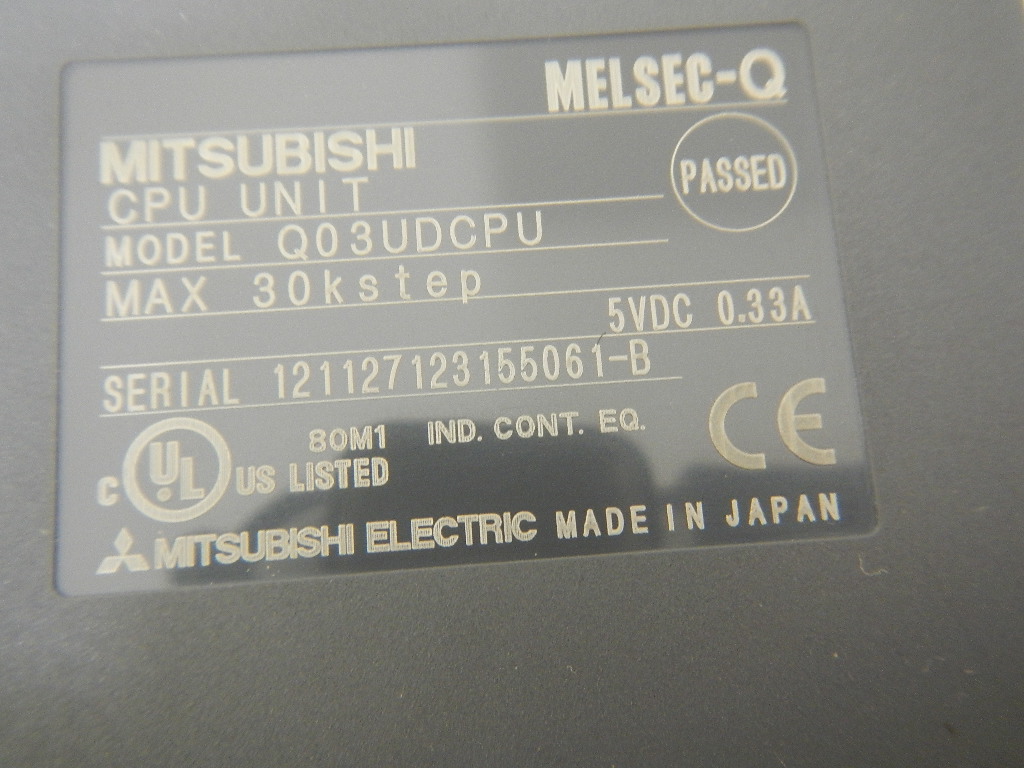 MELSEC-Q
MITSUBISHI
CPU UNIT
PASSED
MODEL Q03UDCPU
MAX 30kstep
5VDC 0.33A
SERIAL 121127123155061-B
80M1 IND. CONT. EQ.
C UL US LISTED
CE
MITSUBISHI ELECTRIC MADE IN JAPAN